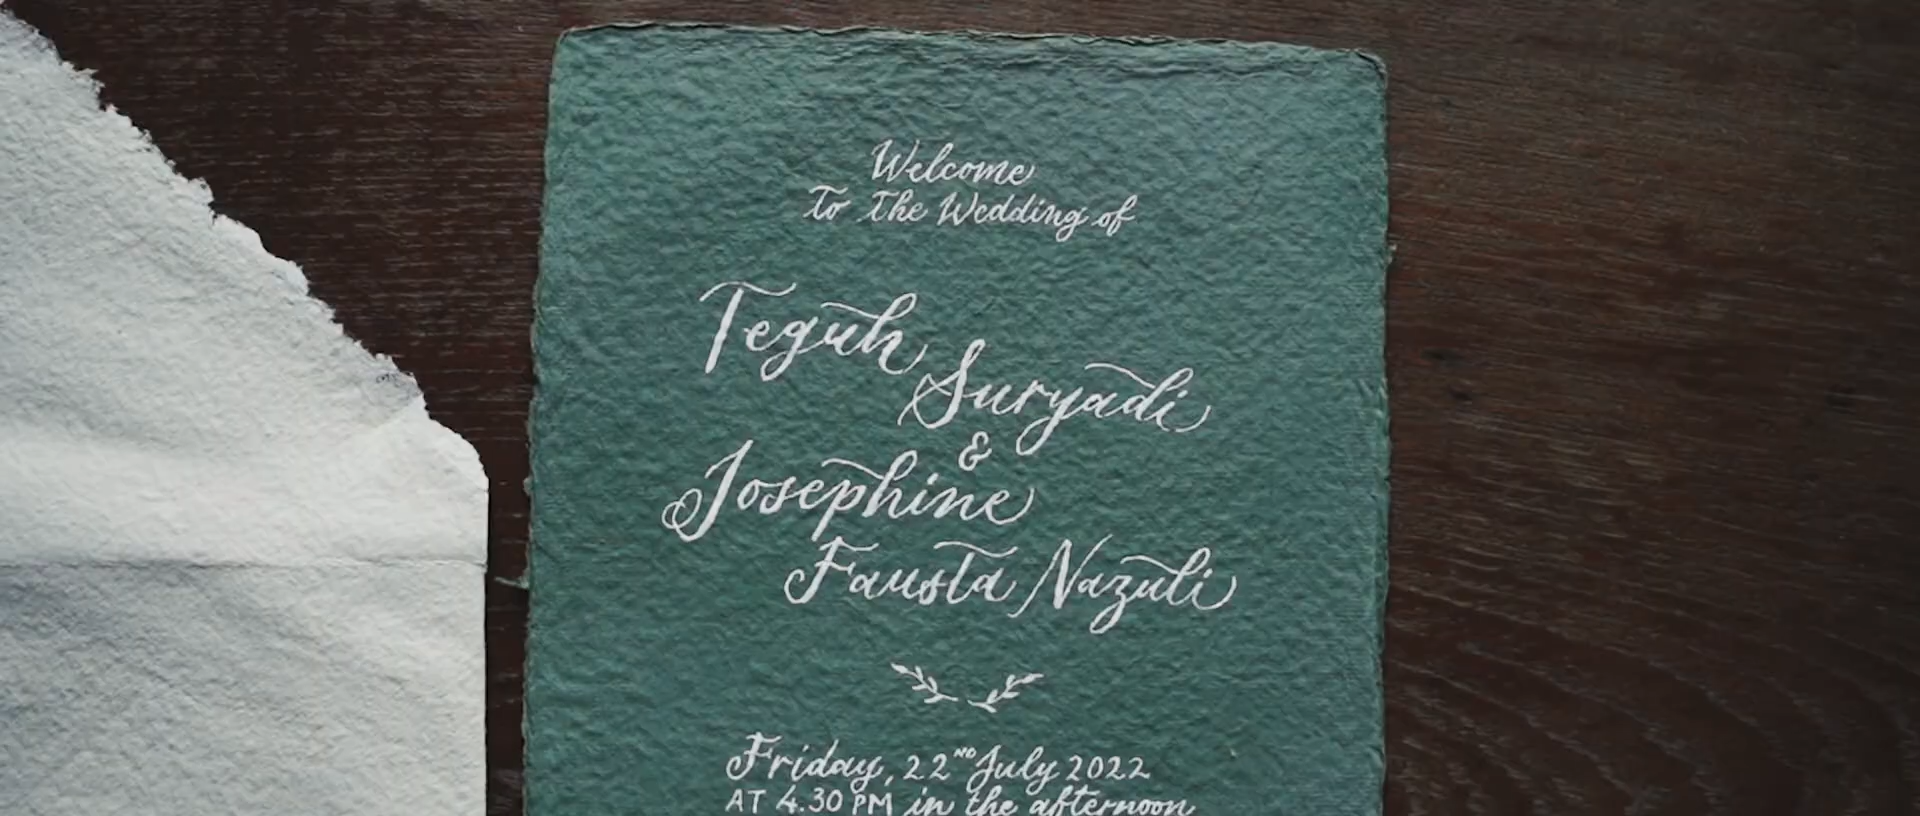 Welcome
To The Wedding of
Teguh
Suryadi
&
Josephine
Fausta Nazuli
Friday, 22ND July 2022
AT 4.30 PM in the afternoon